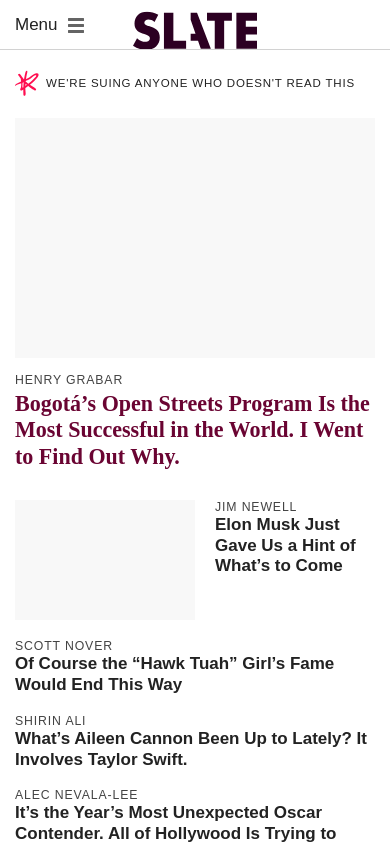 Menu
SLATE
WE'RE SUING ANYONE WHO DOESN'T READ THIS
HENRY GRABAR
Bogotá’s Open Streets Program Is the
Most Successful in the World. I Went
to Find Out Why.
JIM NEWELL
Elon Musk Just
Gave Us a Hint of
What’s to Come
SCOTT NOVER
Of Course the “Hawk Tuah” Girl’s Fame
Would End This Way
SHIRIN ALI
What’s Aileen Cannon Been Up to Lately? It
Involves Taylor Swift.
ALEC NEVALA-LEE
It’s the Year’s Most Unexpected Oscar
Contender. All of Hollywood Is Trying to